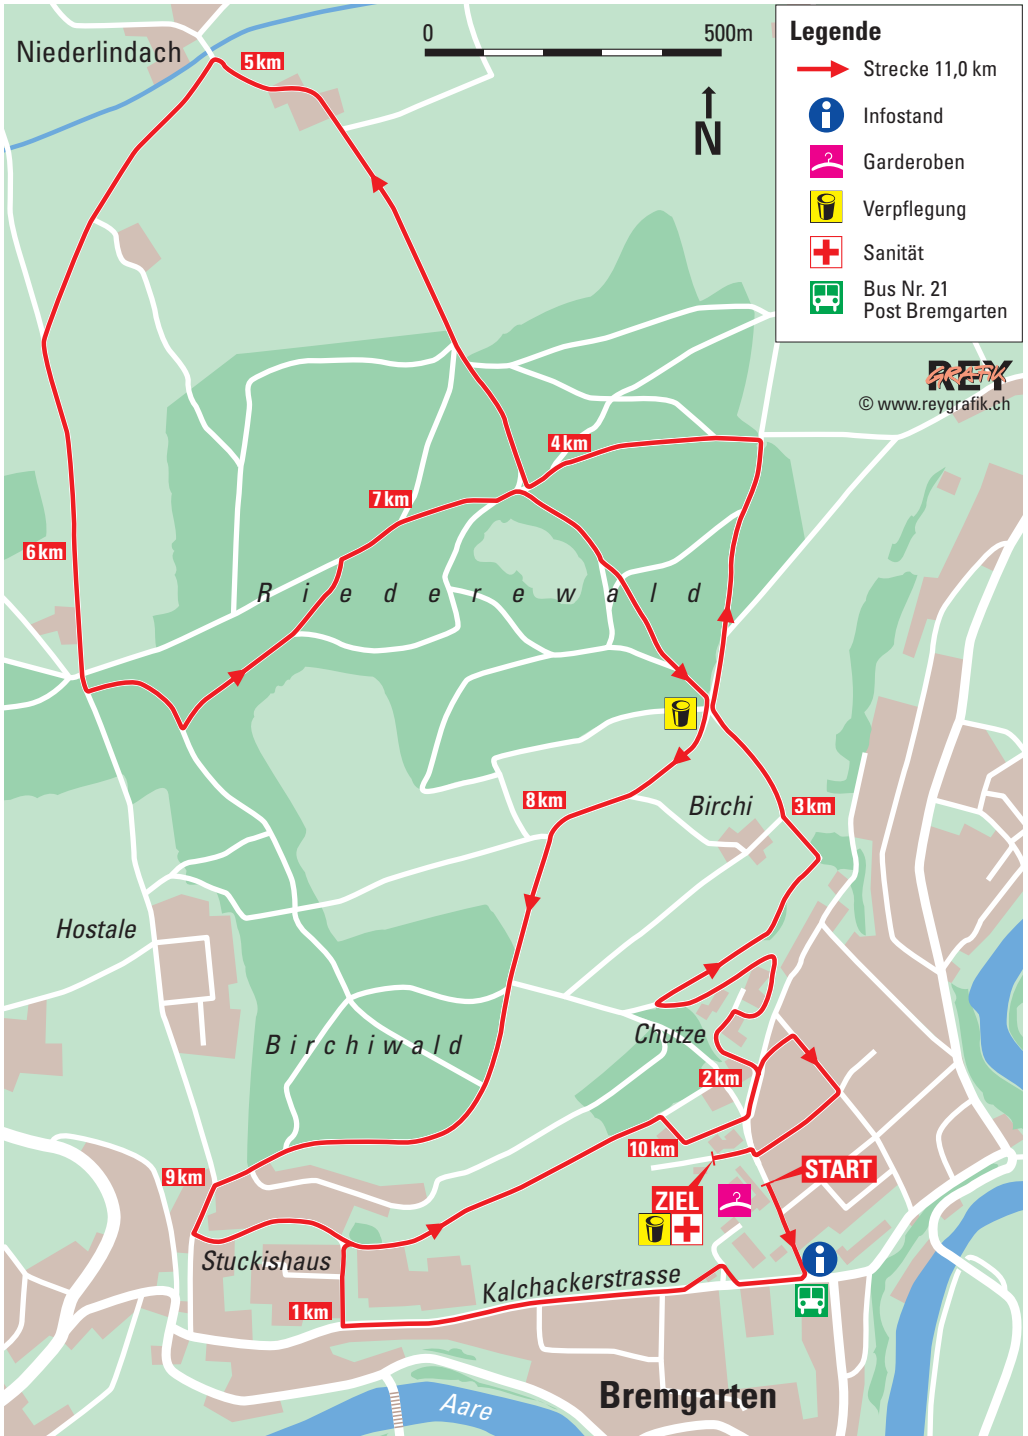 Niederlindach
5 km
0
500m
N
Legende
Strecke 11,0 km
Infostand
Garderoben
Verpflegung
Sanität
Bus Nr. 21
Post Bremgarten
REY
GRAFIK
© www.reygrafik.ch
4 km
7 km
6 km
Riederewald
8 km
Birchi
3 km
Hostale
Birchiwald
Chutze
2 km
10 km
9 km
START
ZIEL
Stuckishaus
Kalchackerstrasse
1 km
Bremgarten
Aare